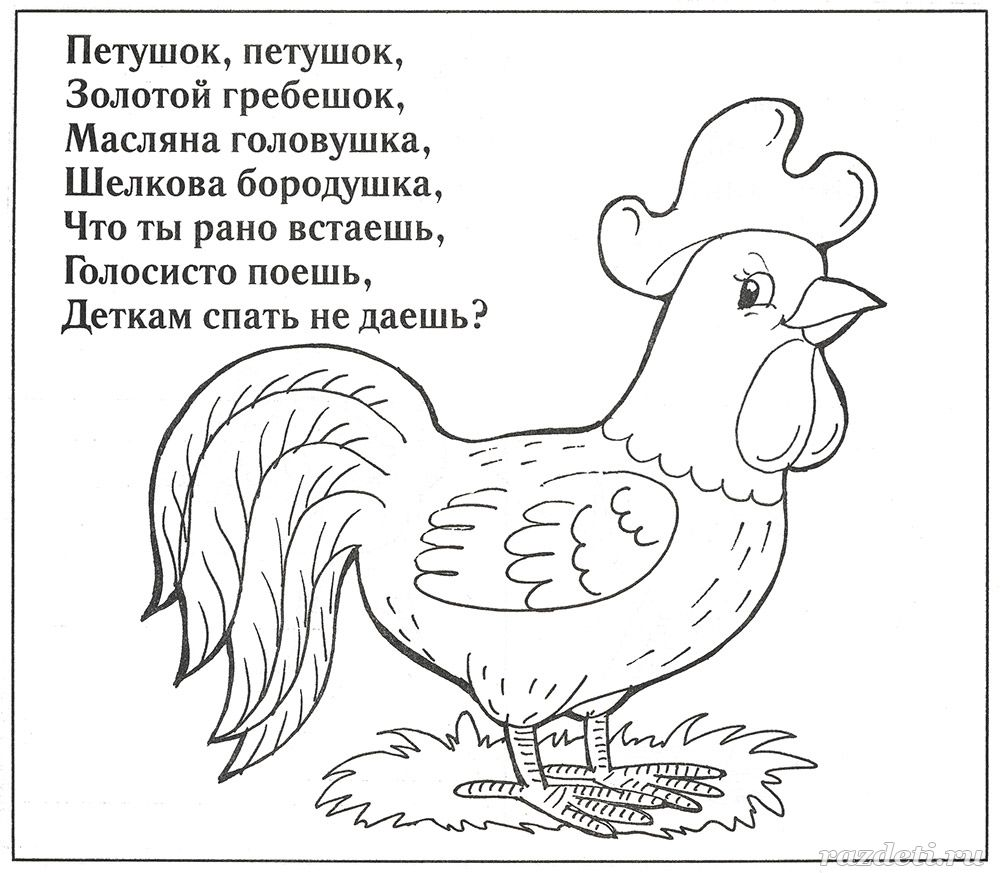 Петушок, петушок,
Золотой гребешок,
Масляна головушка,
Шелкова бородушка,
Что ты рано встаешь,
Голосисто поешь,
Деткам спать не даешь?
razdeti.ru